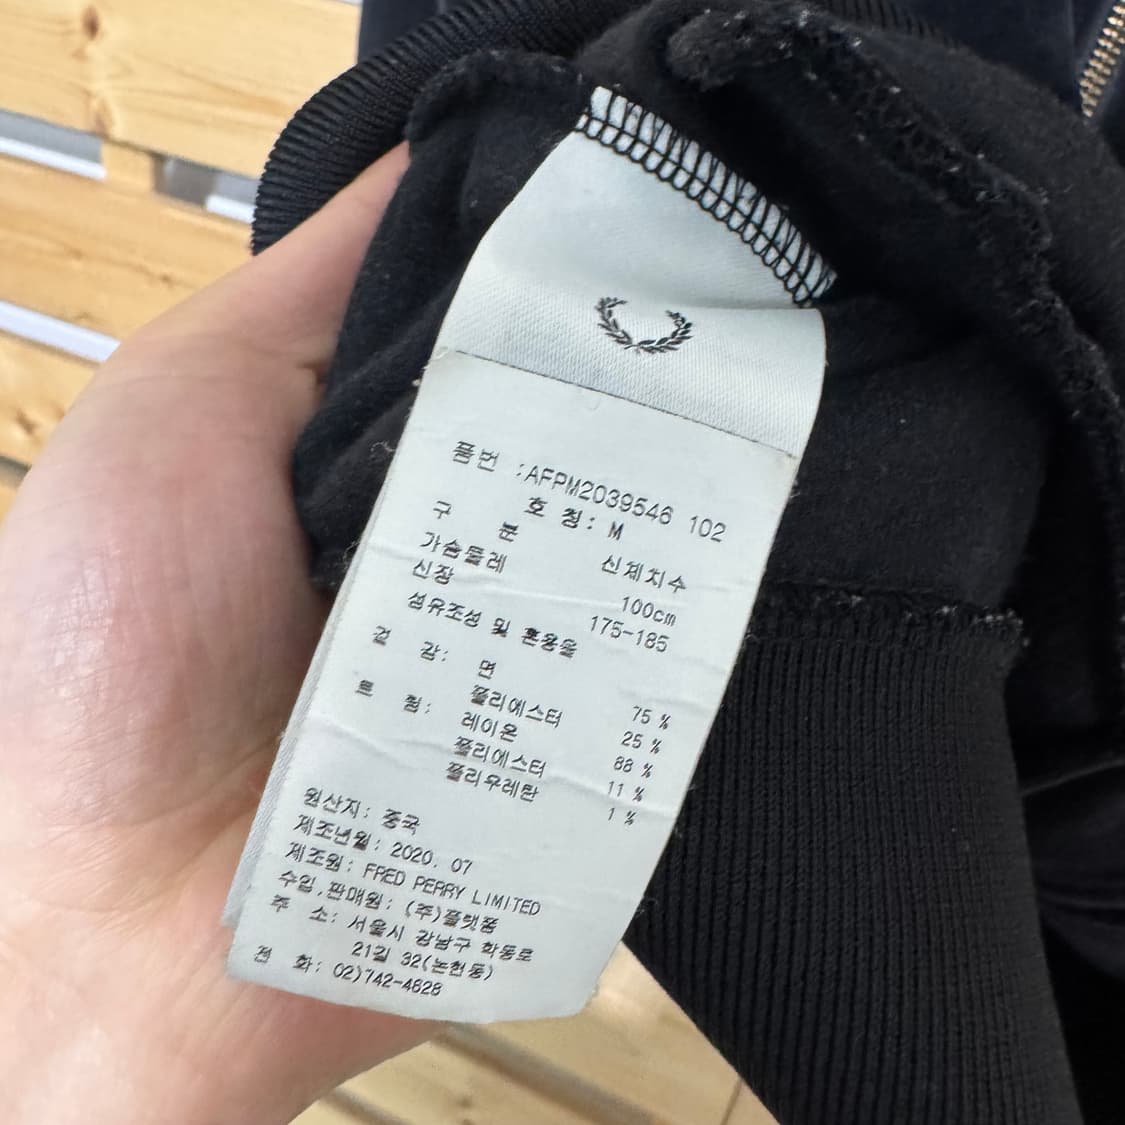 품번 :AFPM2039546 102
호칭: M
구 분 신체치수
가슴둘레 100cm
신장 175-185
섬유조성 및 혼용율
겉 감: 면 75 %
폴리에스터 25 %
트 림: 레이온 88 %
폴리에스터 11 %
폴리우레탄 1 %
원산지: 중국
제조년월: 2020. 07
제조원: FRED PERRY LIMITED
수입,판매원: (주)플랫폼
주 소: 서울시 강남구 학동로
21길 32(논현동)
전 화: 02)742-4628